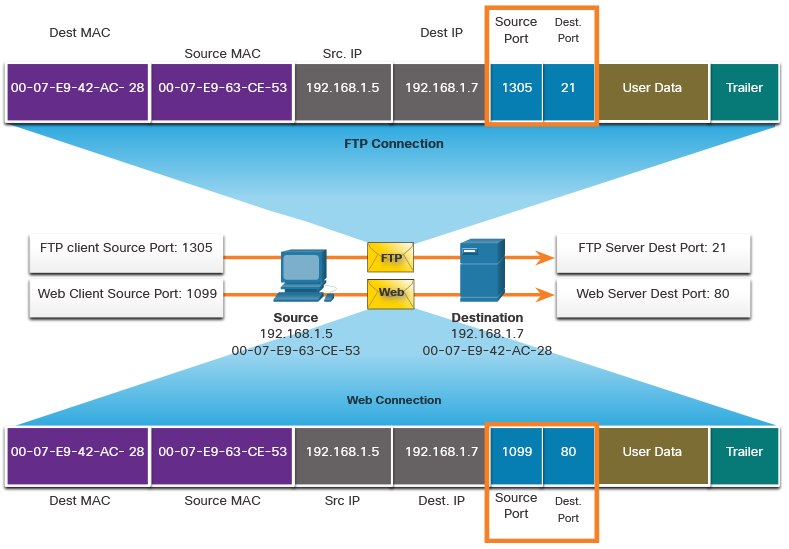 Dest MAC
Source MAC
Src. IP
Dest IP
Source
Port
Dest.
Port
00-07-E9-42-AC- 28
00-07-E9-63-CE-53
192.168.1.5
192.168.1.7
1305
21
User Data
Trailer
FTP Connection
FTP client Source Port: 1305
FTP
FTP Server Dest Port: 21
Web Client Source Port: 1099
Web
Web Server Dest Port: 80
Source
192.168.1.5
00-07-E9-63-CE-53
Destination
192.168.1.7
00-07-E9-42-AC-28
Web Connection
00-07-E9-42-AC- 28
00-07-E9-63-CE-53
192.168.1.5
192.168.1.7
1099
80
User Data
Trailer
Dest MAC
Source MAC
Src IP
Dest. IP
Source
Port
Dest.
Port